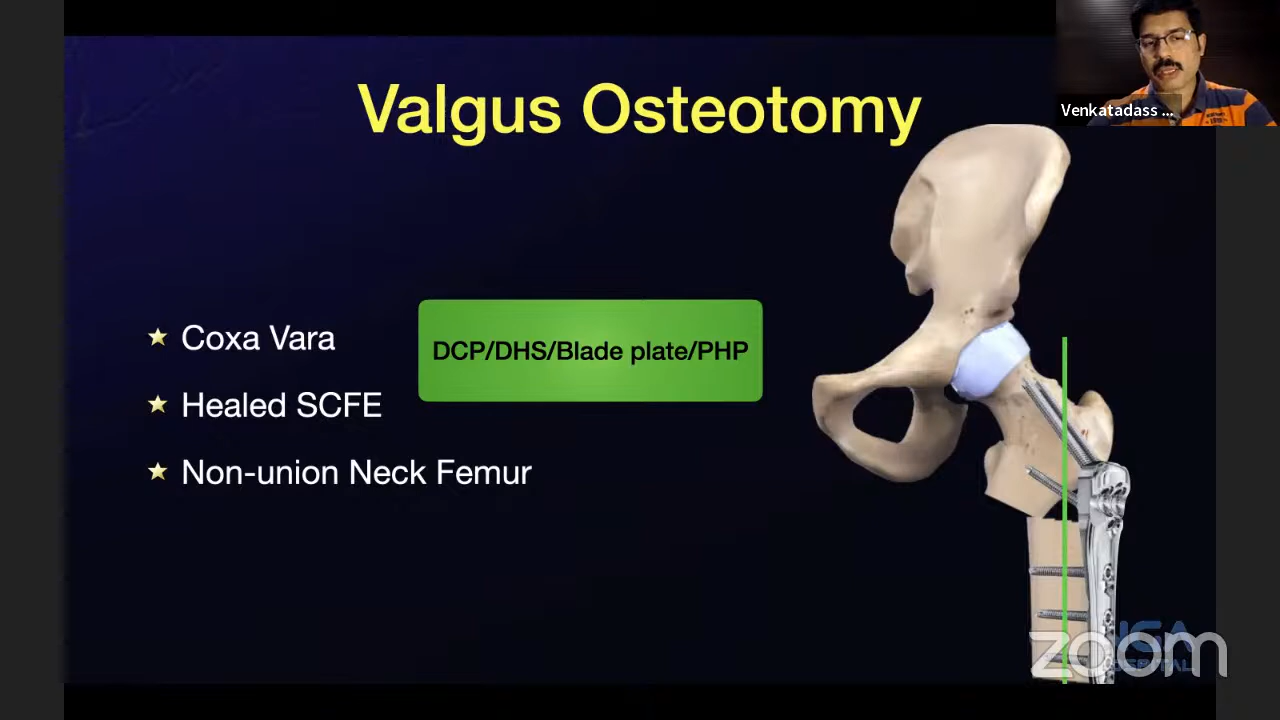 Valgus Osteotomy
Venkatadass ...
Coxa Vara
DCP/DHS/Blade plate/PHP
Healed SCFE
Non-union Neck Femur
zoom